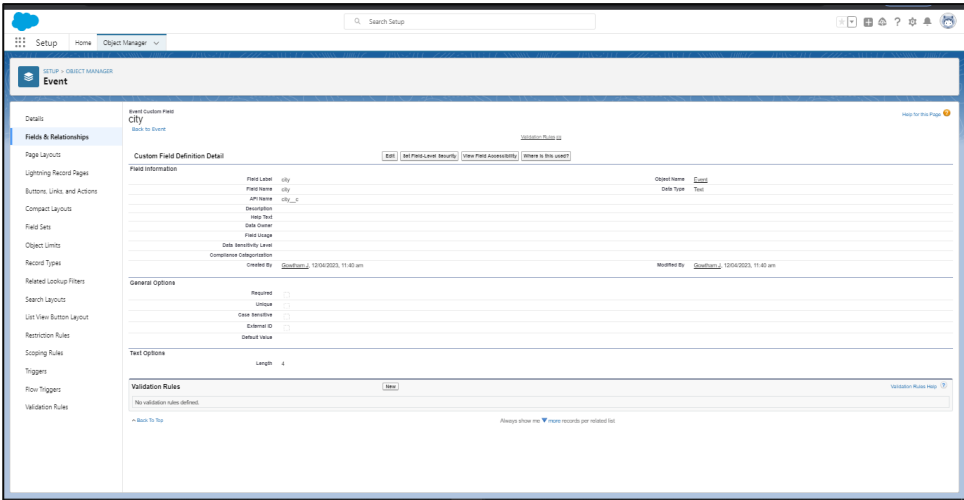 Search Setup
Setup Home Object Manager
SETUP > OBJECT MANAGER
Event
Details
Fields & Relationships
Page Layouts
Lightning Record Pages
Buttons, Links, and Actions
Compact Layouts
Field Sets
Object Limits
Record Types
Related Lookup Filters
Search Layouts
List View Button Layout
Restriction Rules
Scoping Rules
Triggers
Flow Triggers
Validation Rules
Event Custom Field
city
Help for this Page
Back to Event
Validation Rules [0]
Custom Field Definition Detail Edit Set Field-Level Security View Field Accessibility Where is this used?
Field Information
Field Label city Object Name Event
Field Name city Data Type Text
API Name city__c
Description
Help Text
Data Owner
Field Usage
Data Sensitivity Level
Compliance Categorization
Created By Gowtham J, 12/04/2023, 11:40 am Modified By Gowtham J, 12/04/2023, 11:40 am
General Options
Required
Unique
Case Sensitive
External ID
Default Value
Text Options
Length 4
Validation Rules New Validation Rules Help ?
No validation rules defined.
^ Back To Top Always show me ▼ more records per related list